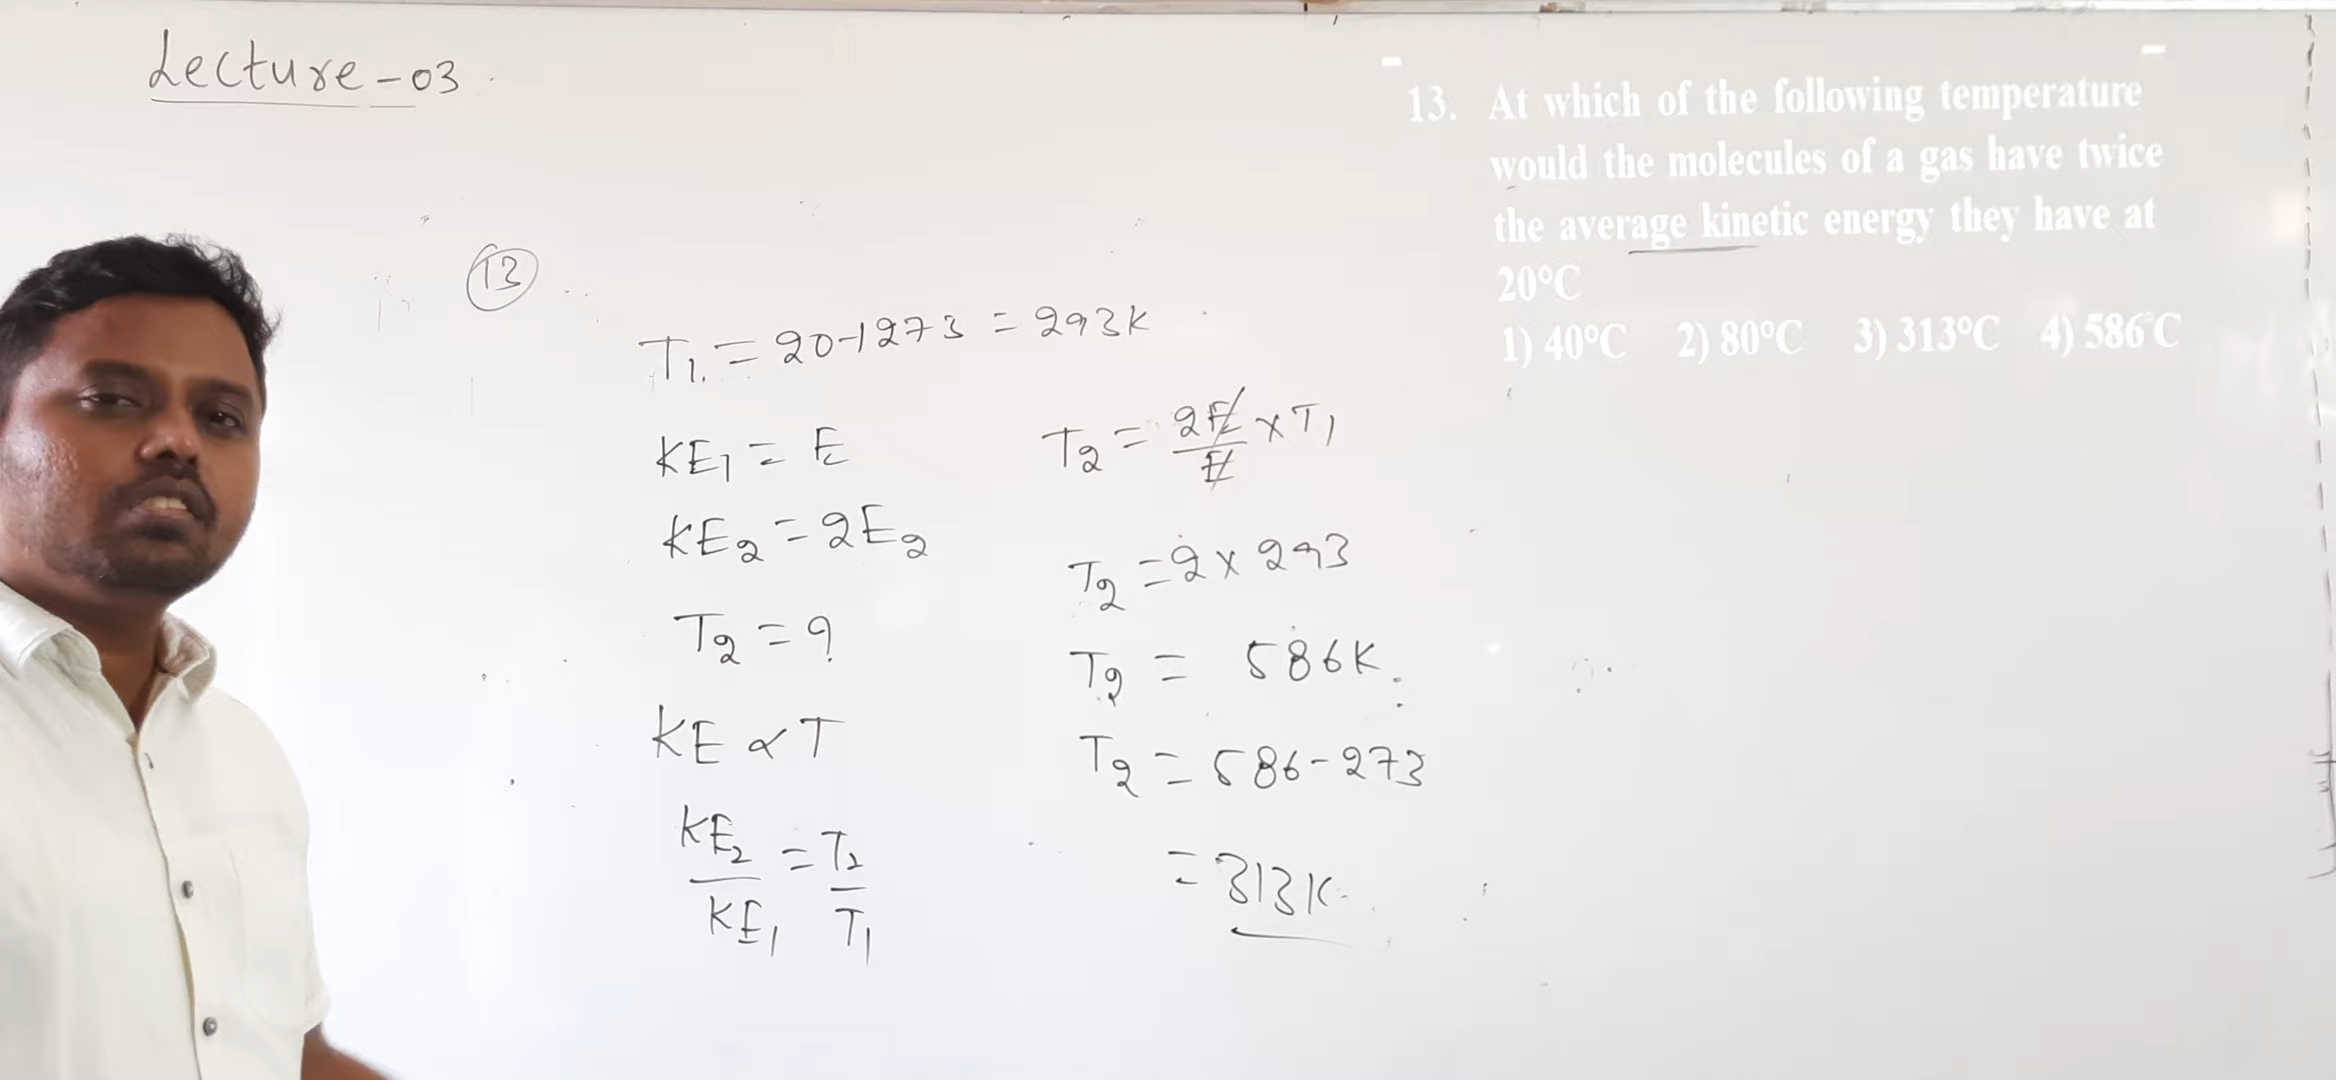 Lecture-03
13. At which of the following temperature
would the molecules of a gas have twice
the average kinetic energy they have at
20°C
1) 40°C 2) 80°C 3) 313°C 4) 586°C
13
T1 = 20+273 = 293K
KE1 = E
KE2 = 2E2
T2 = ?
KE ∝ T
KE2/KE1 = T2/T1
T2 = 2E/E × T1
T2 = 2 × 293
T2 = 586K.
T2 = 586-273
= 313K